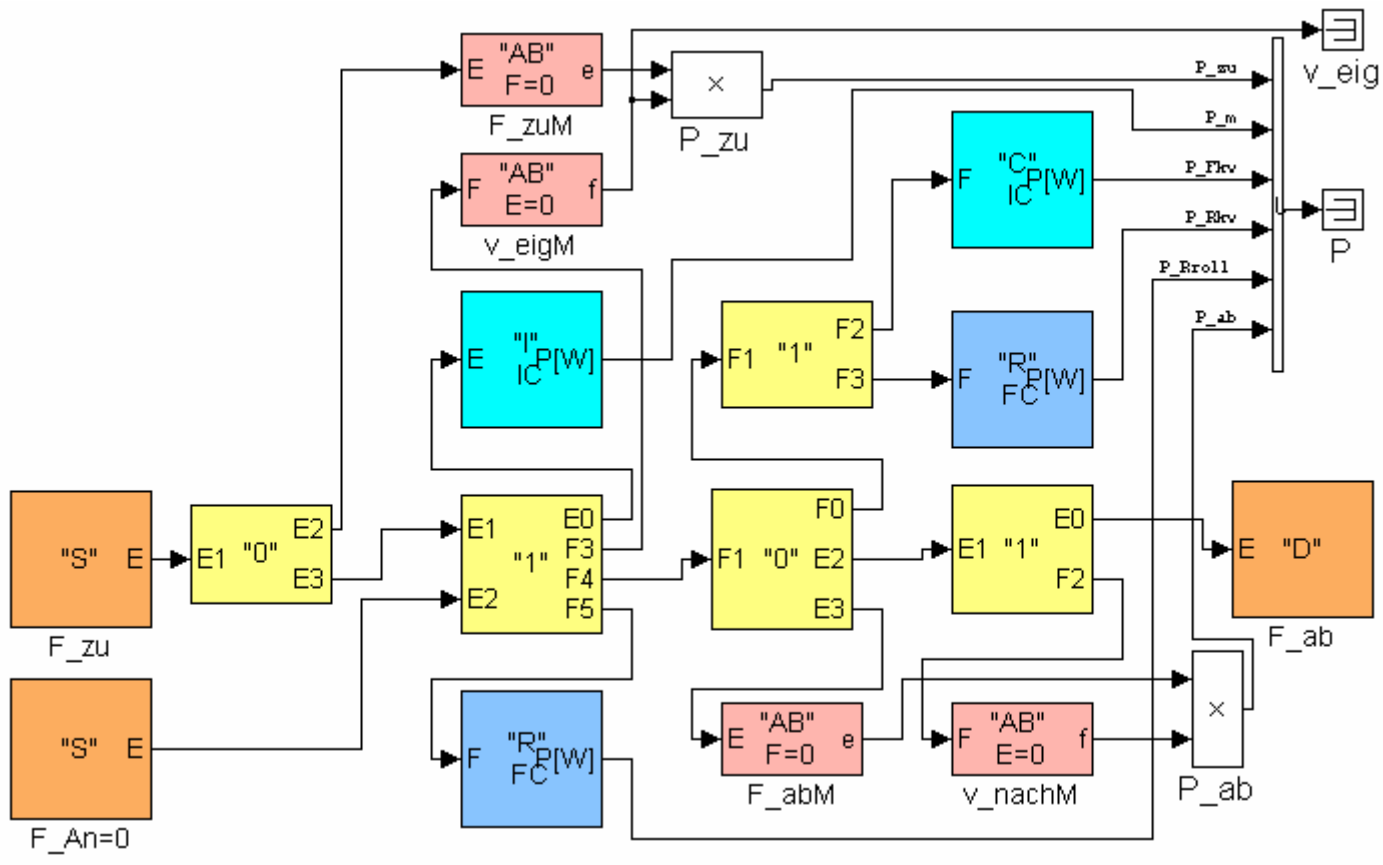 "AB"
E e
F=0
F_zuM
×
P_zu
v_eig
P_zu
P_m
P_Fkv
P_Rkv
P_Rroll
P_ab
P
"AB"
F f
E=0
v_eigM
"C"
F P[W]
IC
"I"
E P[W]
IC
F1 "1" F2
F3
"R"
F P[W]
FC
"S" E
F_zu
E1 "0" E2
E3
E1 "1" E0
E2 F3
F4
F5
F1 "0" F0
E2
E3
E1 "1" E0
F2
E "D"
F_ab
"S" E
F_An=0
"R"
F P[W]
FC
"AB"
E e
F=0
F_abM
"AB"
F f
E=0
v_nachM
×
P_ab